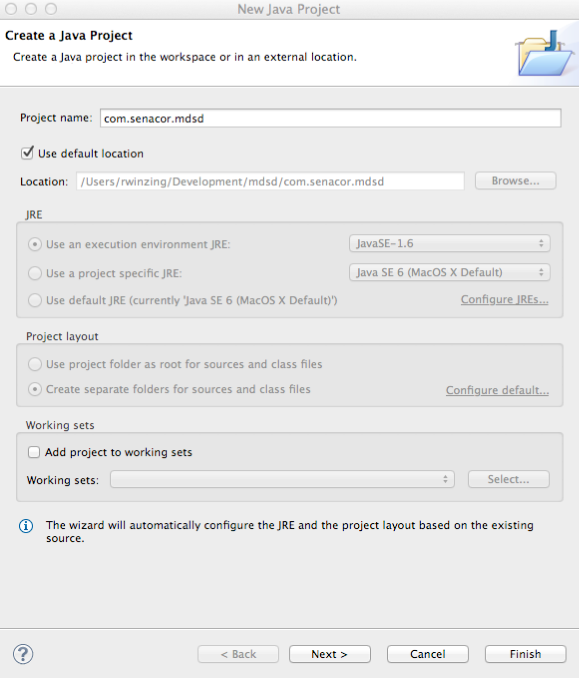 New Java Project
Create a Java Project
Create a Java project in the workspace or in an external location.
Project name: com.senacor.mdsd
Use default location
Location: /Users/rwinzing/Development/mdsd/com.senacor.mdsd Browse...
JRE
Use an execution environment JRE: JavaSE-1.6
Use a project specific JRE: Java SE 6 (MacOS X Default)
Use default JRE (currently 'Java SE 6 (MacOS X Default)') Configure JREs...
Project layout
Use project folder as root for sources and class files
Create separate folders for sources and class files Configure default...
Working sets
Add project to working sets
Working sets: Select...
The wizard will automatically configure the JRE and the project layout based on the existing
source.
? < Back Next > Cancel Finish